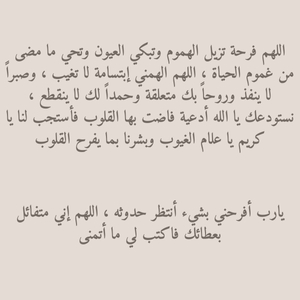 اللهم فرحة تزيل الهموم وتبكي العيون وتحي ما مضى
من غموم الحياة ، اللهم الهمني إبتسامة لا تغيب ، وصبراً
لا ينفذ وروحاً بك متعلقة وحمداً لك لا ينقطع ،
نستودعك يا الله أدعية فاضت بها القلوب فأستجب لنا يا
كريم يا علام الغيوب وبشرنا بما يفرح القلوب
يارب أفرحني بشيء أنتظر حدوثه ، اللهم إني متفائل
بعطائك فاكتب لي ما أتمنى